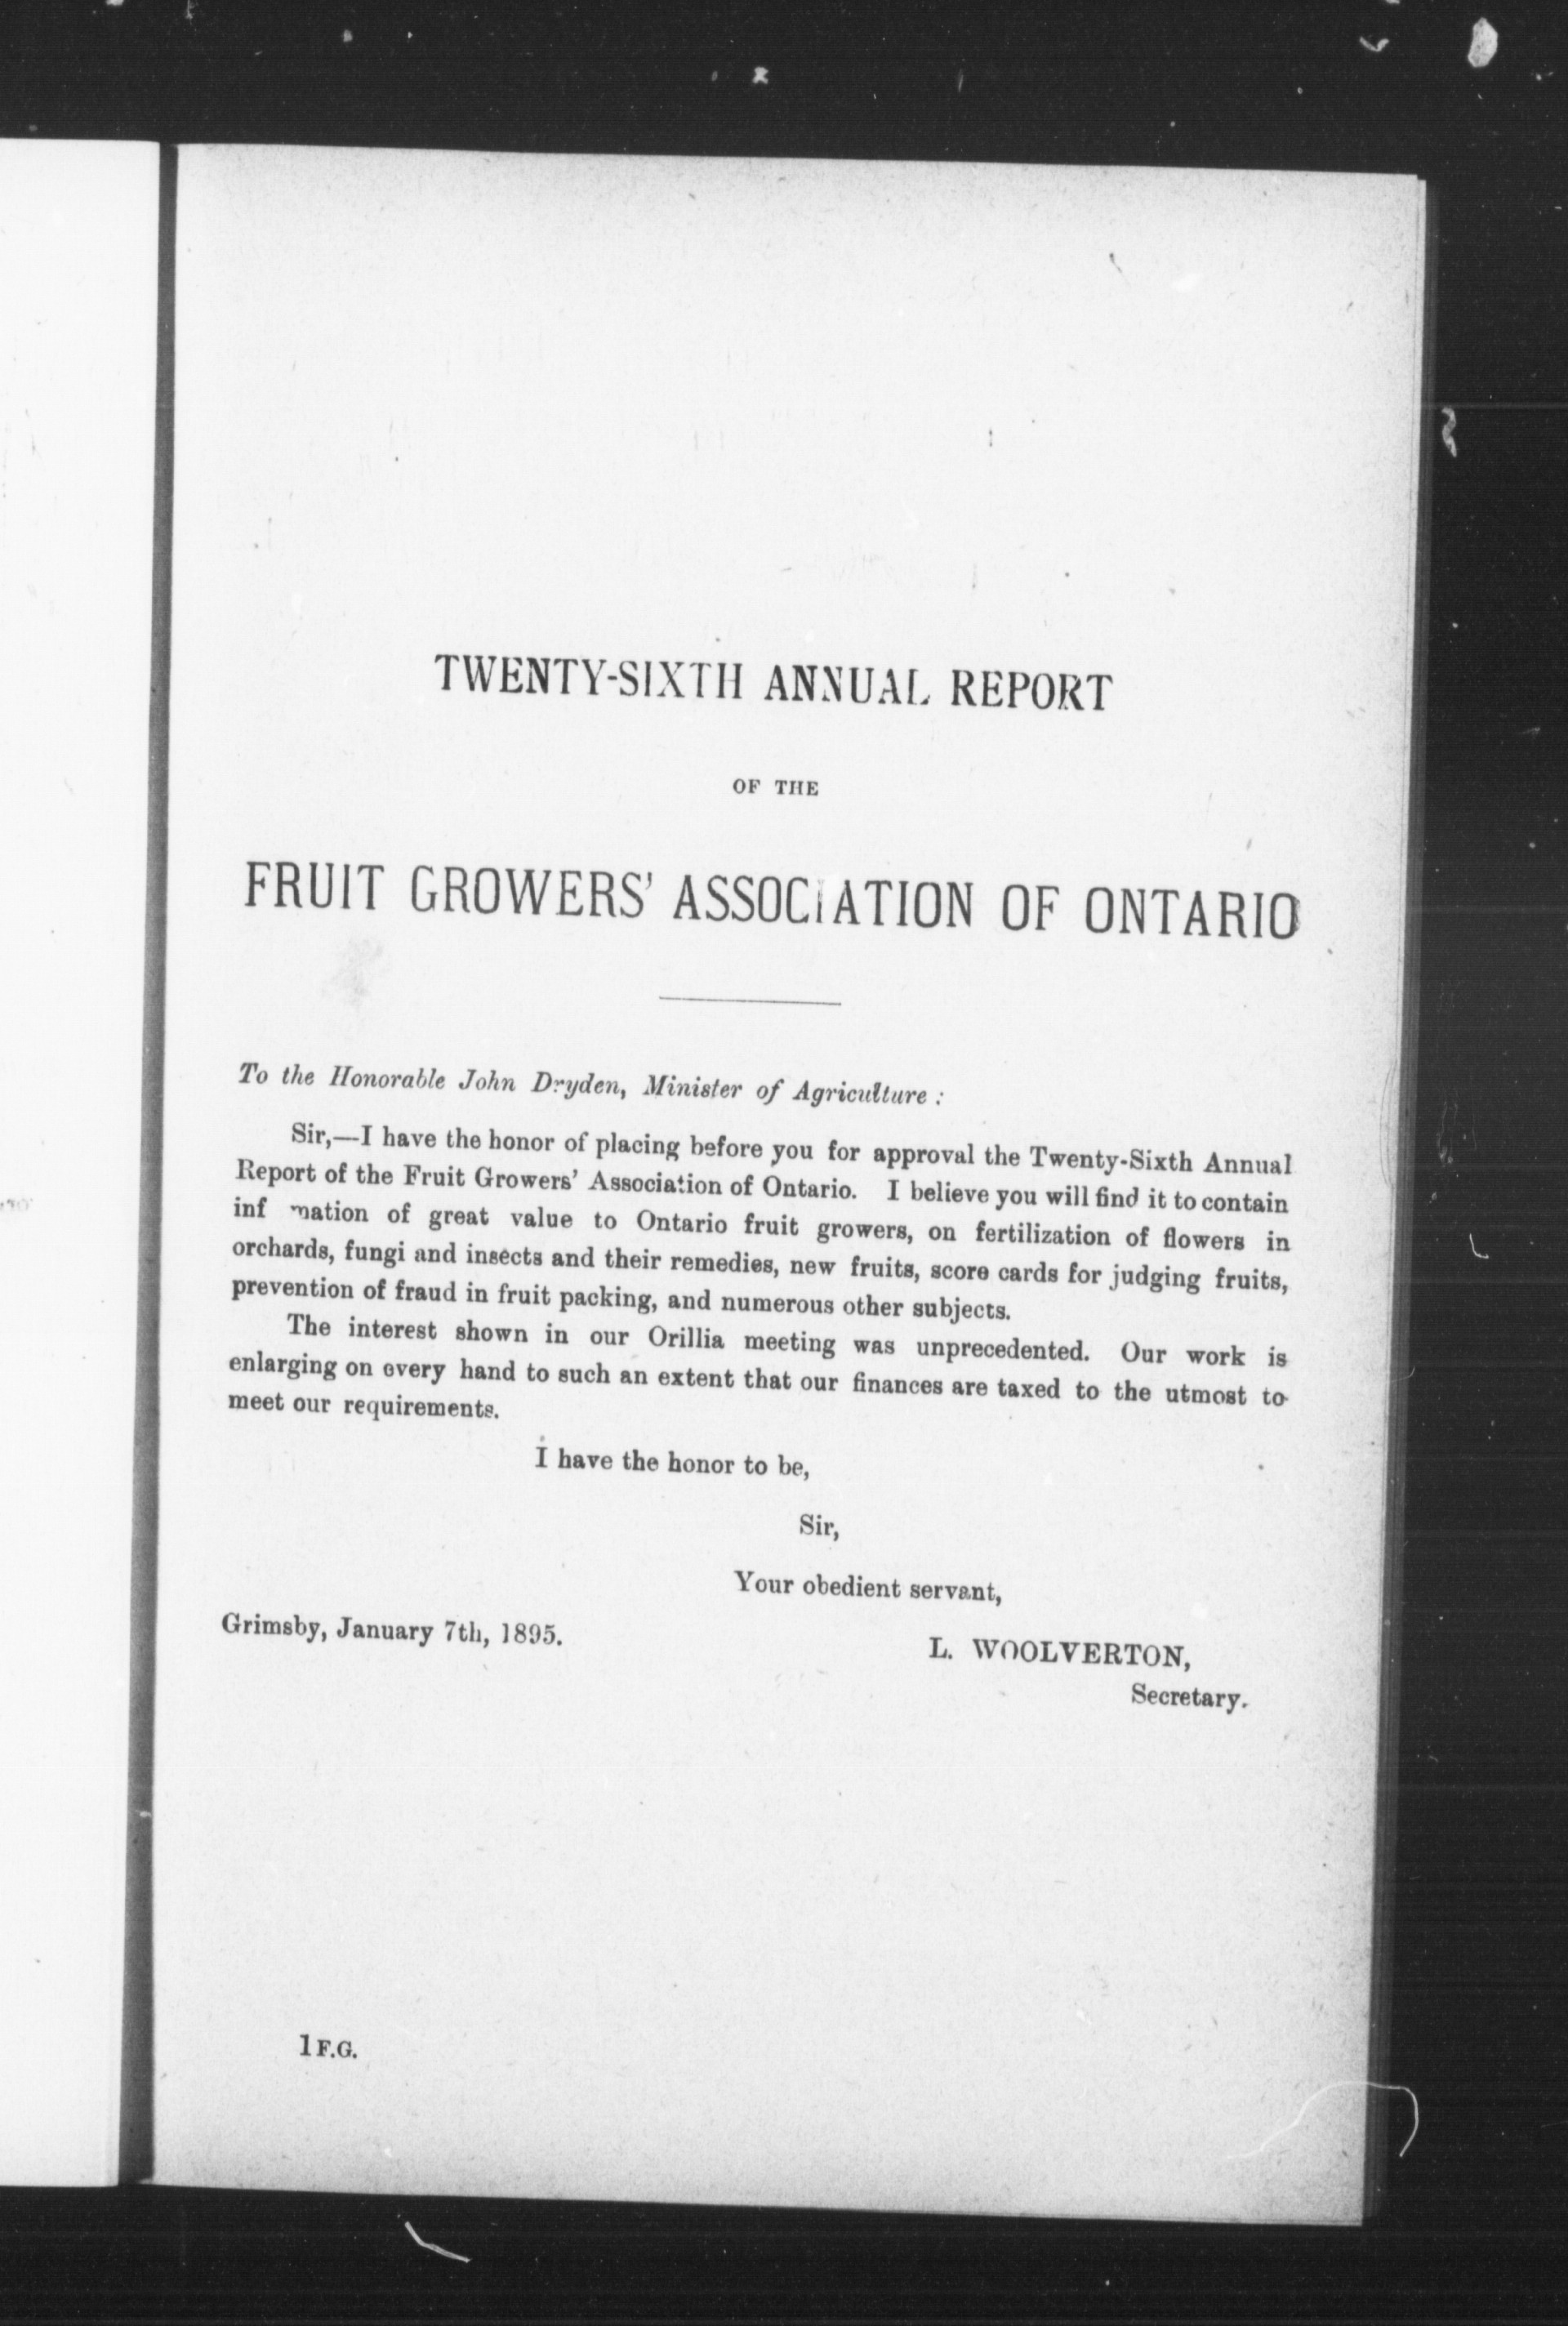 TWENTY-SIXTH ANNUAL REPORT
OF THE
FRUIT GROWERS' ASSOCIATION OF ONTARIO
To the Honorable John Dryden, Minister of Agriculture :
Sir,—I have the honor of placing before you for approval the Twenty-Sixth Annual
Report of the Fruit Growers' Association of Ontario. I believe you will find it to contain
inf mation of great value to Ontario fruit growers, on fertilization of flowers in
orchards, fungi and insects and their remedies, new fruits, score cards for judging fruits,
prevention of fraud in fruit packing, and numerous other subjects.
The interest shown in our Orillia meeting was unprecedented. Our work is
enlarging on every hand to such an extent that our finances are taxed to the utmost to
meet our requirements.
I have the honor to be,
Sir,
Your obedient servant,
Grimsby, January 7th, 1895.
L. WOOLVERTON,
Secretary.
1 F.G.